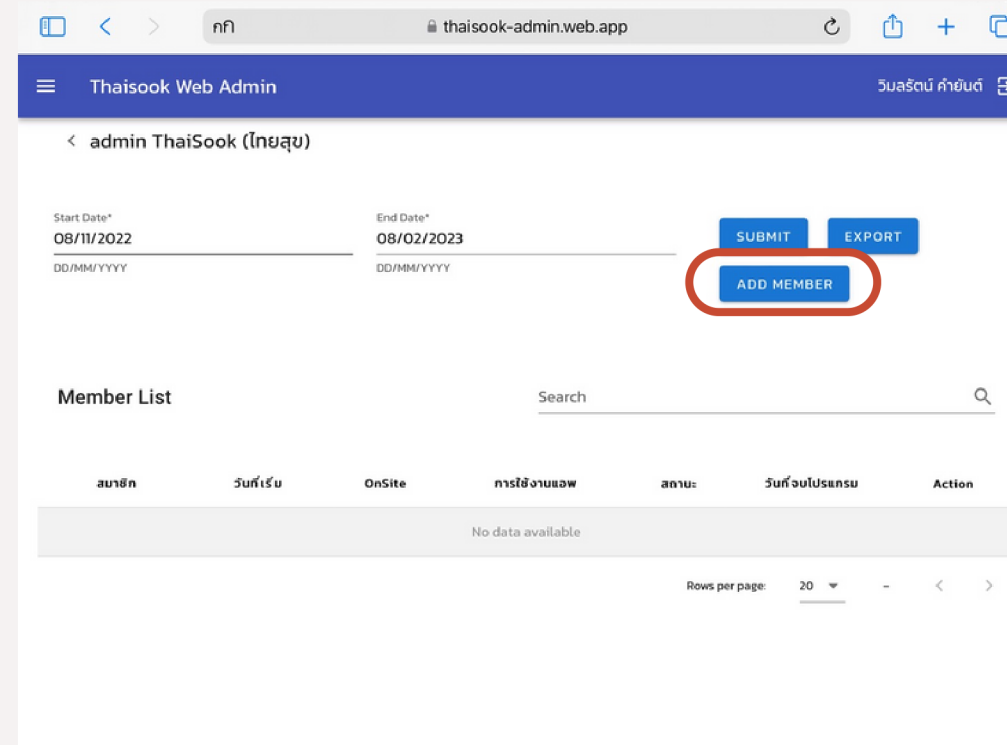 กก thaisook-admin.web.app
Thaisook Web Admin วิมลรัตน์ คำยันต์
admin ThaiSook (ไทยสุข)
Start Date* End Date*
08/11/2022 08/02/2023 SUBMIT EXPORT
DD/MM/YYYY DD/MM/YYYY ADD MEMBER
Member List Search
สมาชิก วันที่เริ่ม OnSite การใช้งานแอพ สถานะ วันที่จบโปรแกรม Action
No data available
Rows per page: 20 –